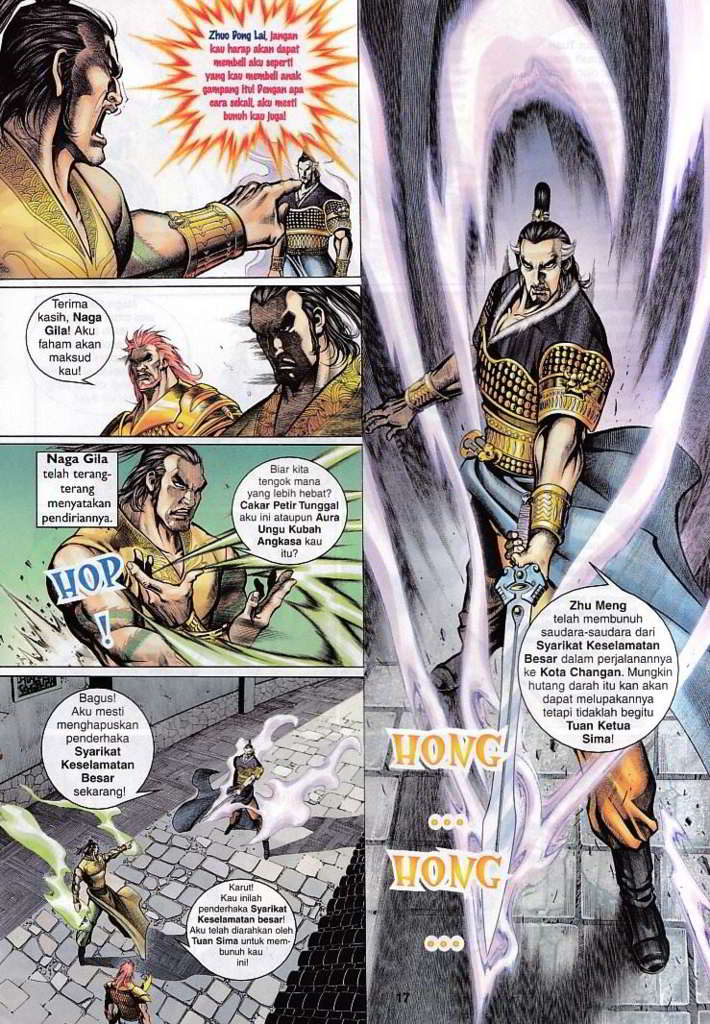 Zhuo Dong Lai, jangan
kau harap akan dapat
membeli aku seperti
yang kau membeli anak
gampang itu! Dengan apa
cara sekali, aku mesti
bunuh kau juga!
Terima
kasih, Naga
Gila! Aku
faham akan
maksud
kau!
Naga Gila
telah terang-
terang
menyatakan
pendiriannya.
Biar kita
tengok mana
yang lebih hebat?
Cakar Petir Tunggal
aku ini ataupun Aura
Ungu Kubah
Angkasa kau
itu?
HOP
!
Bagus!
Aku mesti
menghapuskan
penderhaka
Syarikat
Keselamatan
Besar
sekarang!
Karut!
Kau inilah
penderhaka Syarikat
Keselamatan besar!
Aku telah diarahkan oleh
Tuan Sima untuk mem-
bunuh kau
ini!
Zhu Meng
telah membunuh
saudara-saudara dari
Syarikat Keselamatan
Besar dalam perjalanannya
ke Kota Changan. Mungkin
hutang darah itu kan akan
dapat melupakannya
tetapi tidaklah begitu
Tuan Ketua
Sima!
HONG
...
HONG
...
17